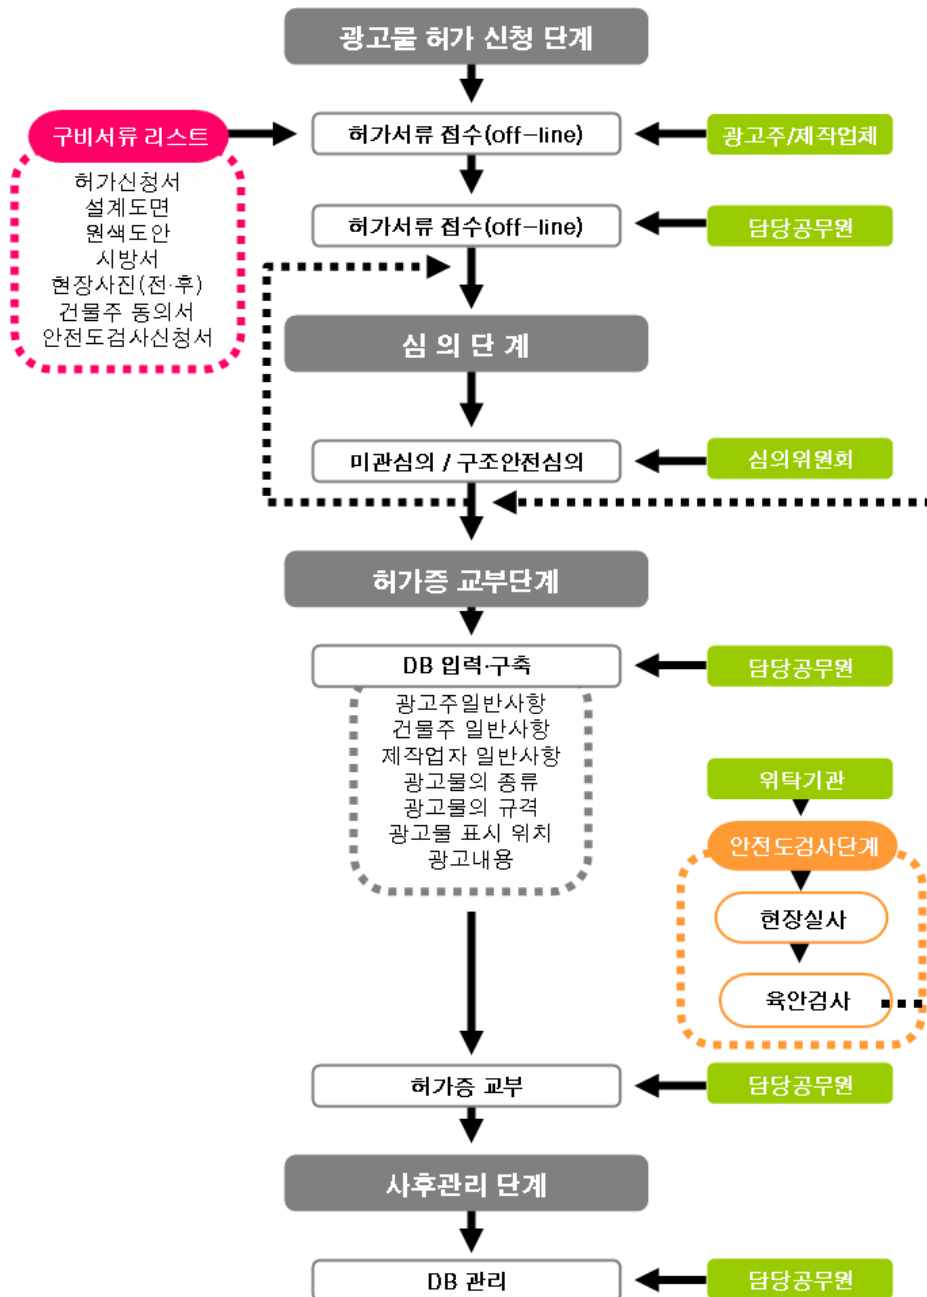 광고물 허가 신청 단계
구비서류 리스트
허가서류 접수(off-line)
광고주/제작업체
허가신청서
설계도면
원색도안
시방서
현장사진(전·후)
건물주 동의서
안전도검사신청서
허가서류 접수(off-line)
담당공무원
심 의 단 계
미관심의 / 구조안전심의
심의위원회
허가증 교부단계
DB 입력·구축
담당공무원
광고주일반사항
건물주 일반사항
제작업자 일반사항
광고물의 종류
광고물의 규격
광고물 표시 위치
광고내용
위탁기관
안전도검사단계
현장실사
육안검사
허가증 교부
담당공무원
사후관리 단계
DB 관리
담당공무원